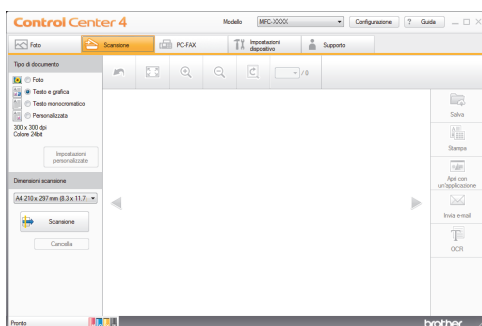 Control Center 4
Modello
MFC-XXXX
Configurazione
? Guida
Foto
Scansione
PC-FAX
Impostazioni
dispositivo
Supporto
Tipo di documento
Foto
Testo e grafica
Testo monocromatico
Personalizzata
300 x 300 dpi
Colore 24bit
Impostazioni
personalizzate
Dimensioni scansione
A4 210 x 297 mm (8.3 x 11.7
Scansione
Cancella
/ 0
Salva
Stampa
Apri con
un'applicazione
Invia e-mail
OCR
Pronto
brother